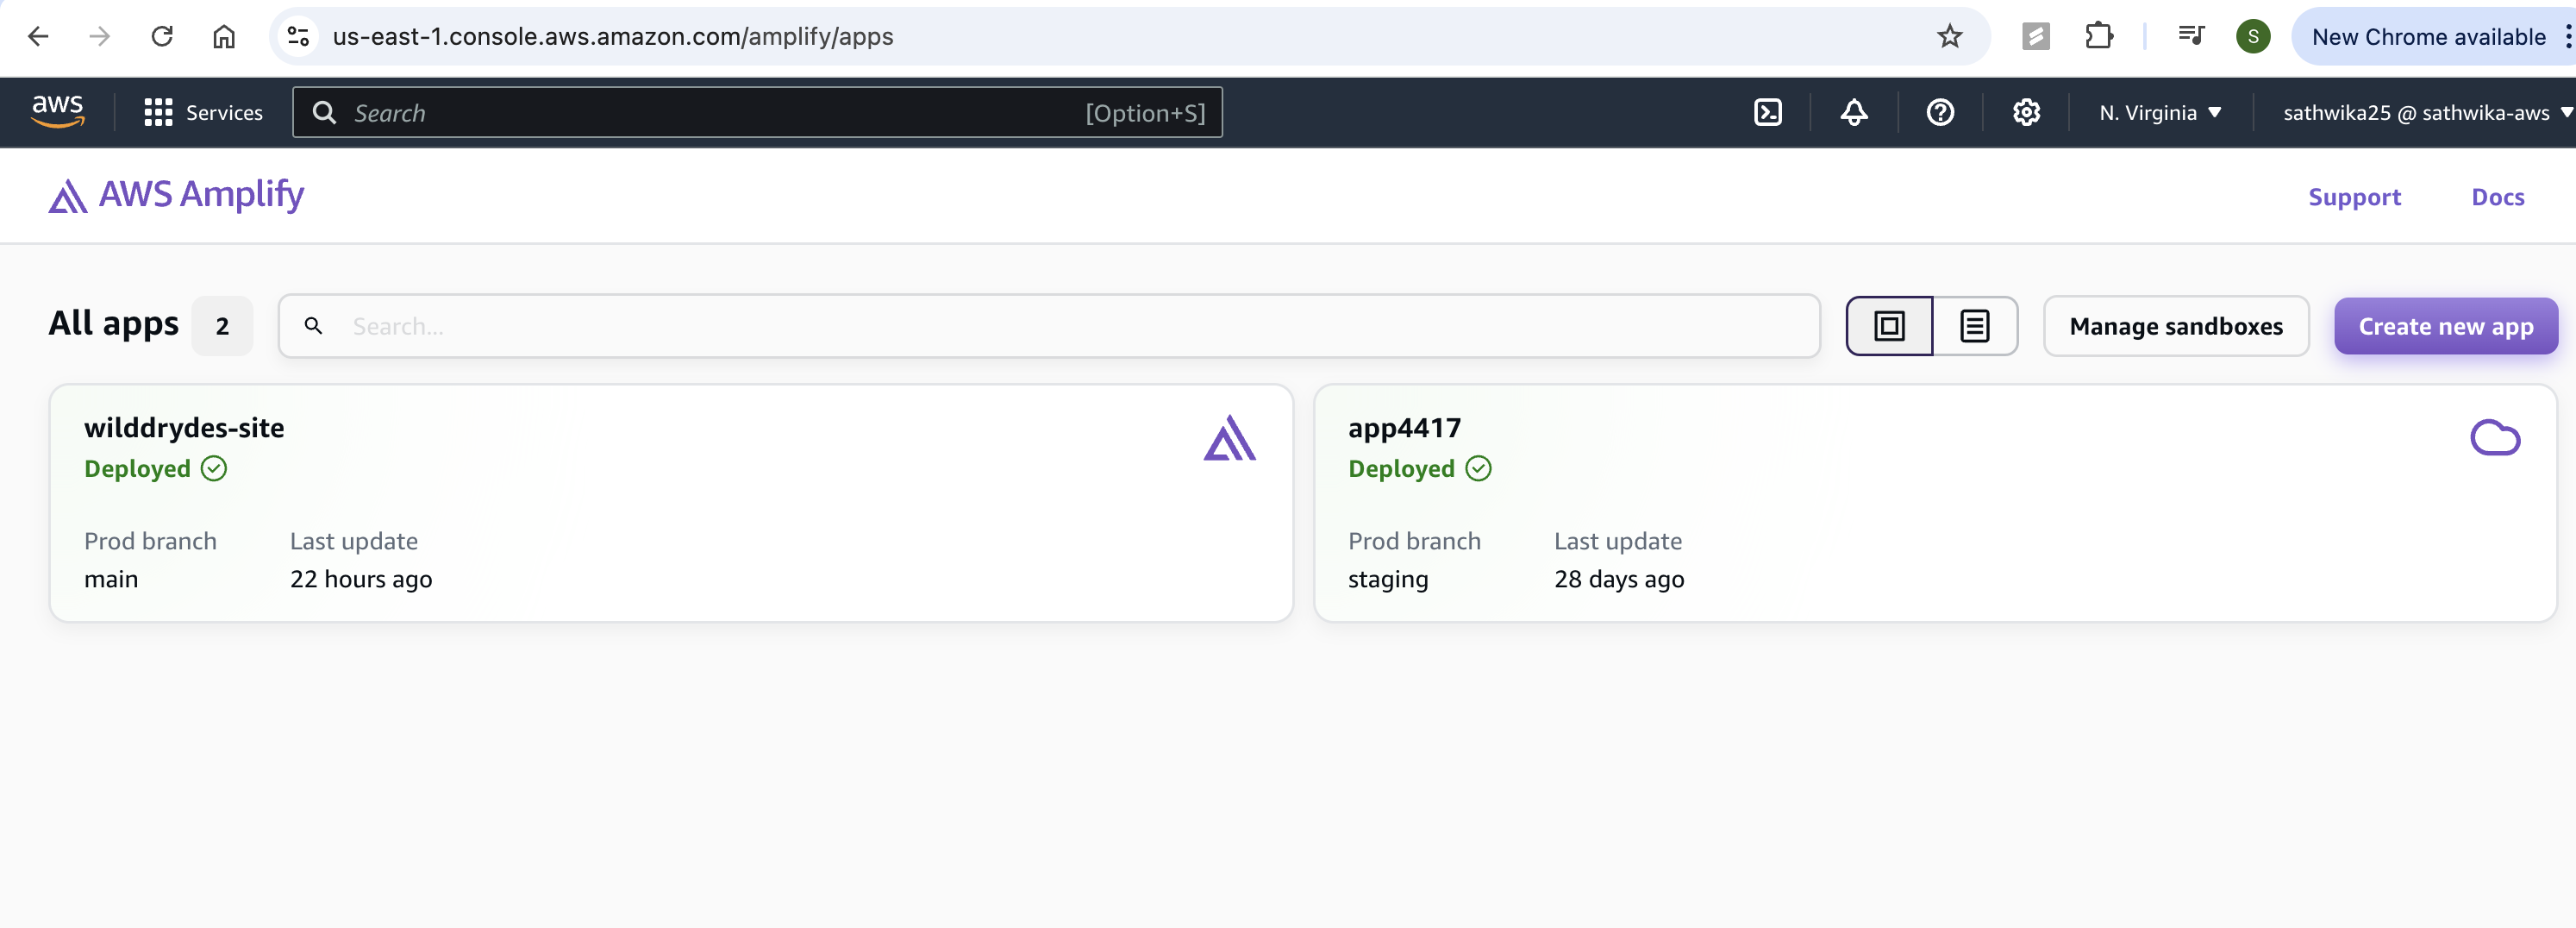 us-east-1.console.aws.amazon.com/amplify/apps
S
New Chrome available
aws
Services
Search
[Option+S]
N. Virginia
sathwika25 @ sathwika-aws
AWS Amplify
Support
Docs
All apps
2
Search...
Manage sandboxes
Create new app
wilddrydes-site
Deployed
Prod branch
Last update
main
22 hours ago
app4417
Deployed
Prod branch
Last update
staging
28 days ago